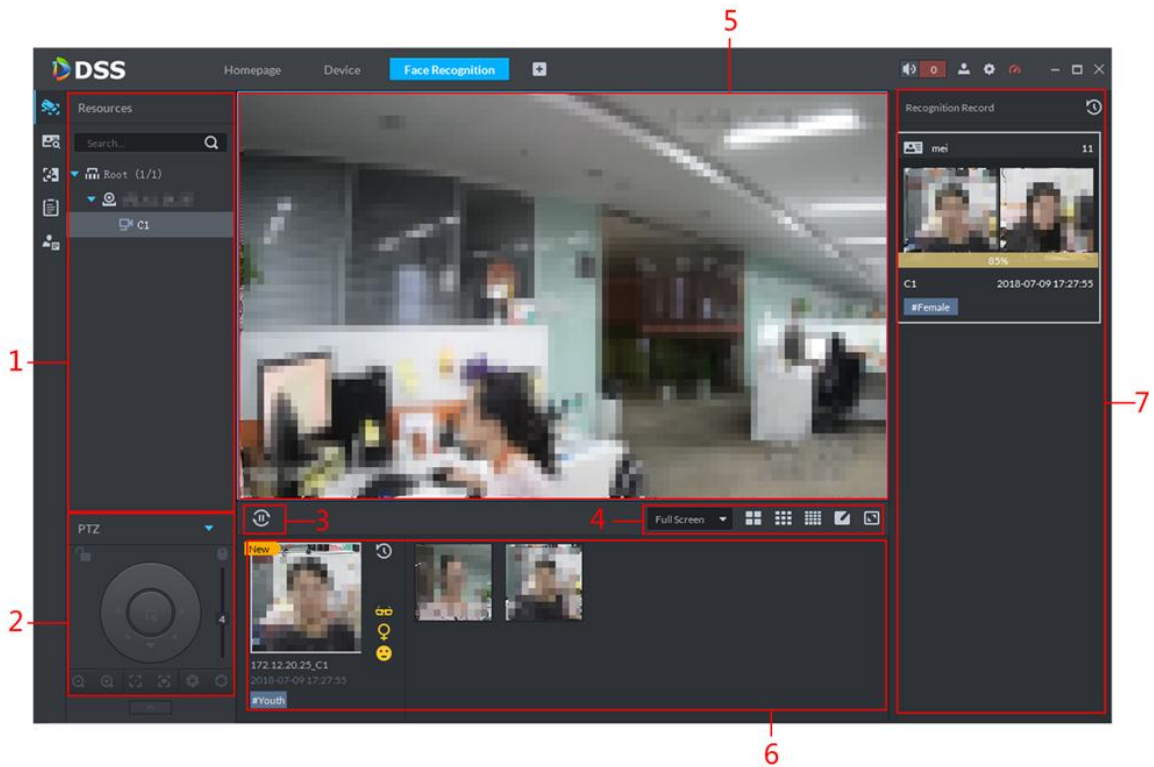 5
DSS Homepage Device Face Recognition 0
Resources
Recognition Record
Search...
mei 11
Root (1/1)
C1
85%
C1 2018-07-09 17:27:55
#Female
1
7
PTZ
3
4
Full Screen
New
4
2
172.12.20.25_C1
2018-07-09 17:27:55
#Youth
6